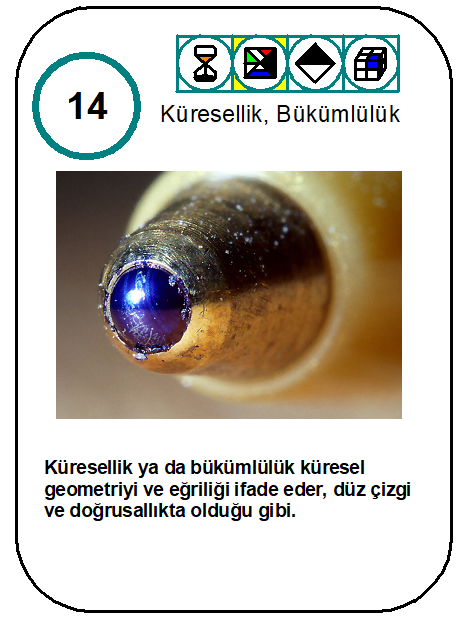 14
Küresellik, Bükümlülük
Küresellik ya da bükümlülük küresel
geometriyi ve eğriliği ifade eder, düz çizgi
ve doğrusallıkta olduğu gibi.